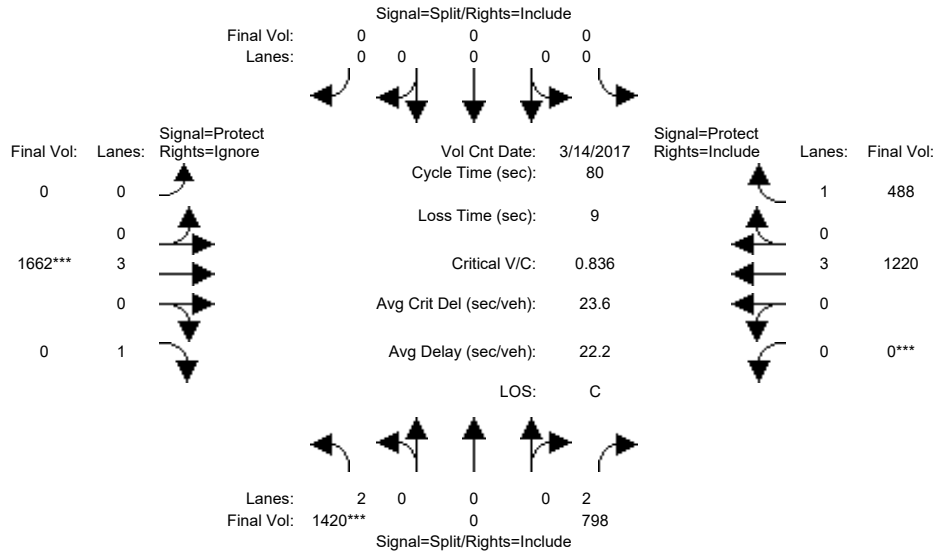 Signal=Split/Rights=Include
Final Vol: 0 0 0
Lanes: 0 0 0 0 0
Signal=Protect
Final Vol: Lanes: Rights=Ignore
Vol Cnt Date: 3/14/2017
Signal=Protect
Rights=Include Lanes: Final Vol:
Cycle Time (sec): 80
0 0
1 488
Loss Time (sec): 9
0
0
1662*** 3
Critical V/C: 0.836
3 1220
0
Avg Crit Del (sec/veh): 23.6
0
0 1
Avg Delay (sec/veh): 22.2
0 0***
LOS: C
Lanes: 2 0 0 0 2
Final Vol: 1420*** 0 798
Signal=Split/Rights=Include